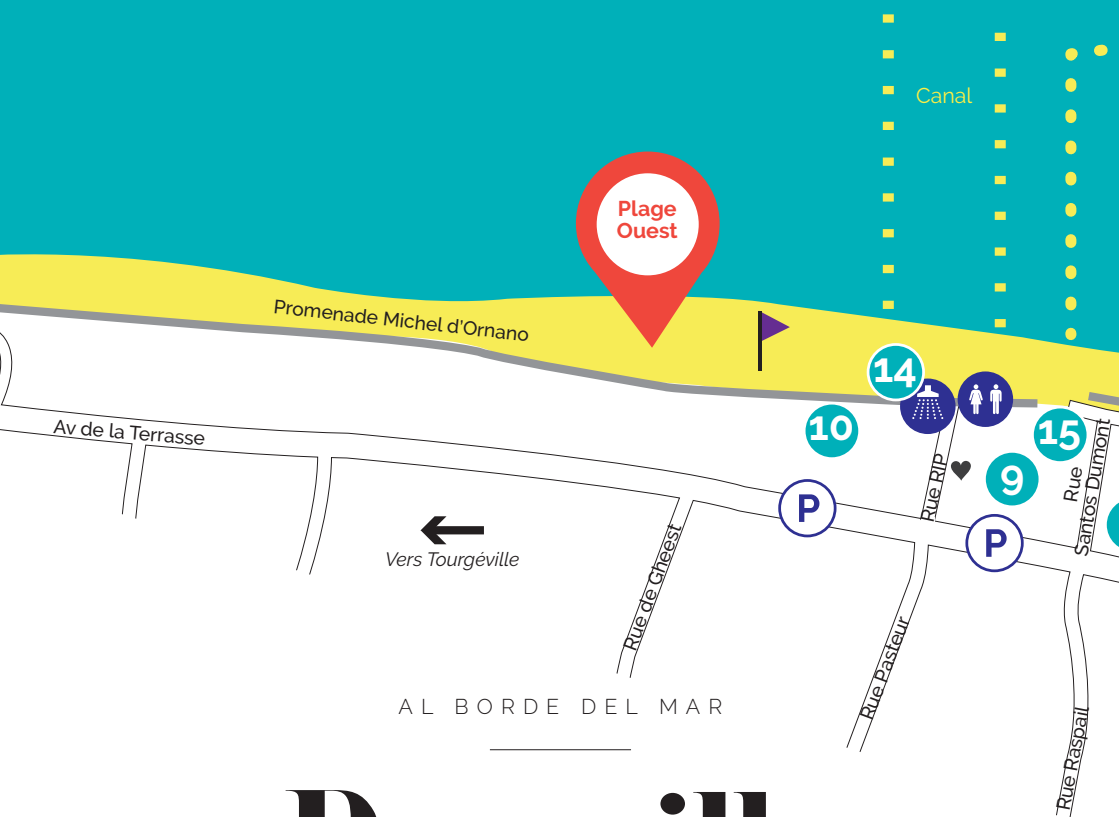 Canal
Plage
Ouest
Promenade Michel d'Ornano
14
10
15
9
Av de la Terrasse
Rue RIP
Rue
Santos Dumont
P
P
Vers Tourgéville
Rue de Gheest
Rue Pasteur
Rue Raspail
AL BORDE DEL MAR